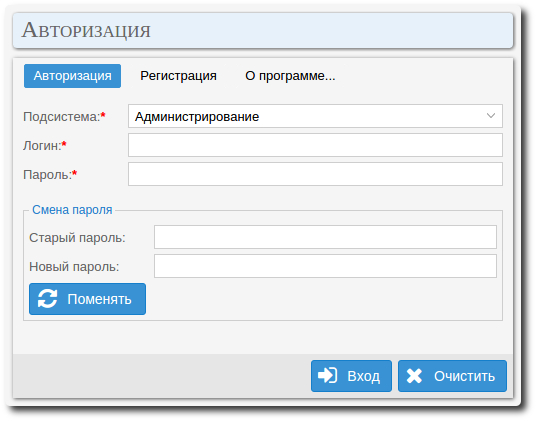 Авторизация
Авторизация Регистрация О программе...
Подсистема:* Администрирование
Логин:*
Пароль:*
Смена пароля
Старый пароль:
Новый пароль:
Поменять
Вход Очистить